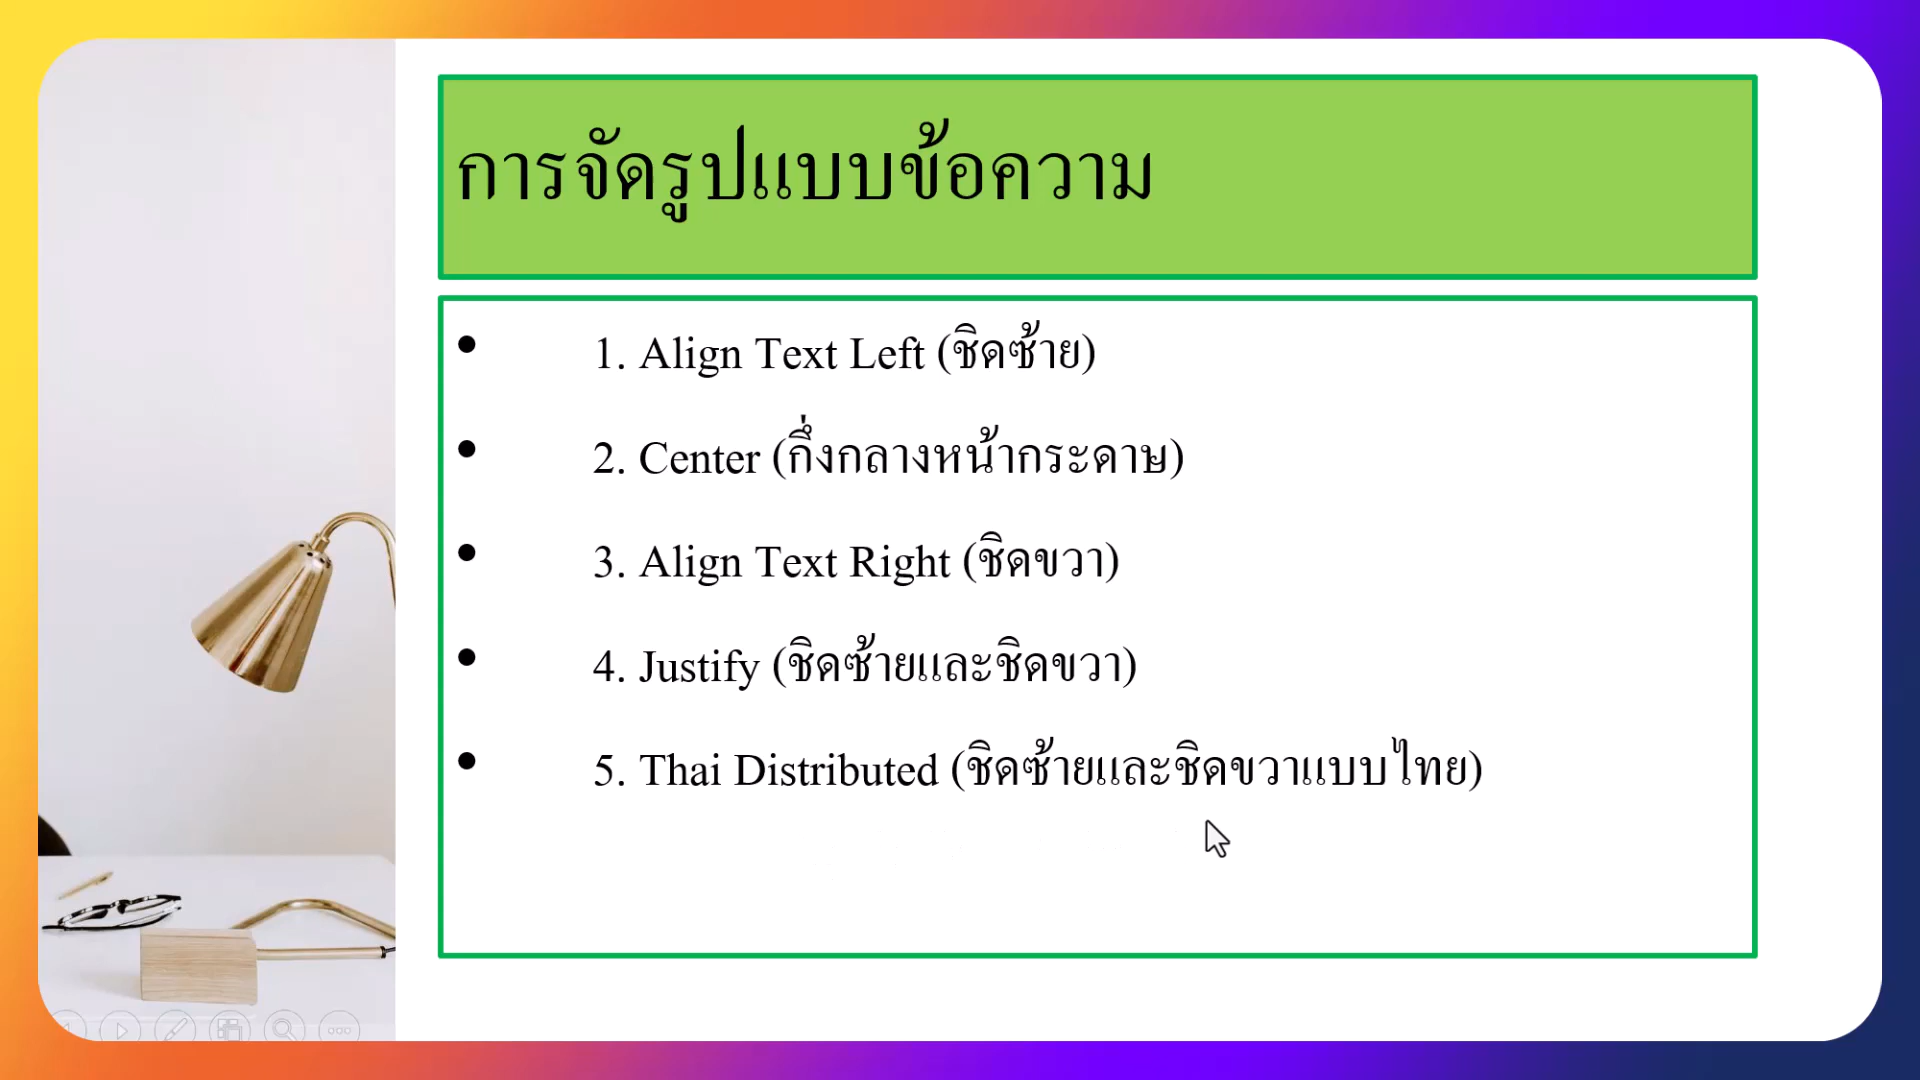 การจัดรูปแบบข้อความ
• 1. Align Text Left (ชิดซ้าย)
• 2. Center (กึ่งกลางหน้ากระดาษ)
• 3. Align Text Right (ชิดขวา)
• 4. Justify (ชิดซ้ายและชิดขวา)
• 5. Thai Distributed (ชิดซ้ายและชิดขวาแบบไทย)